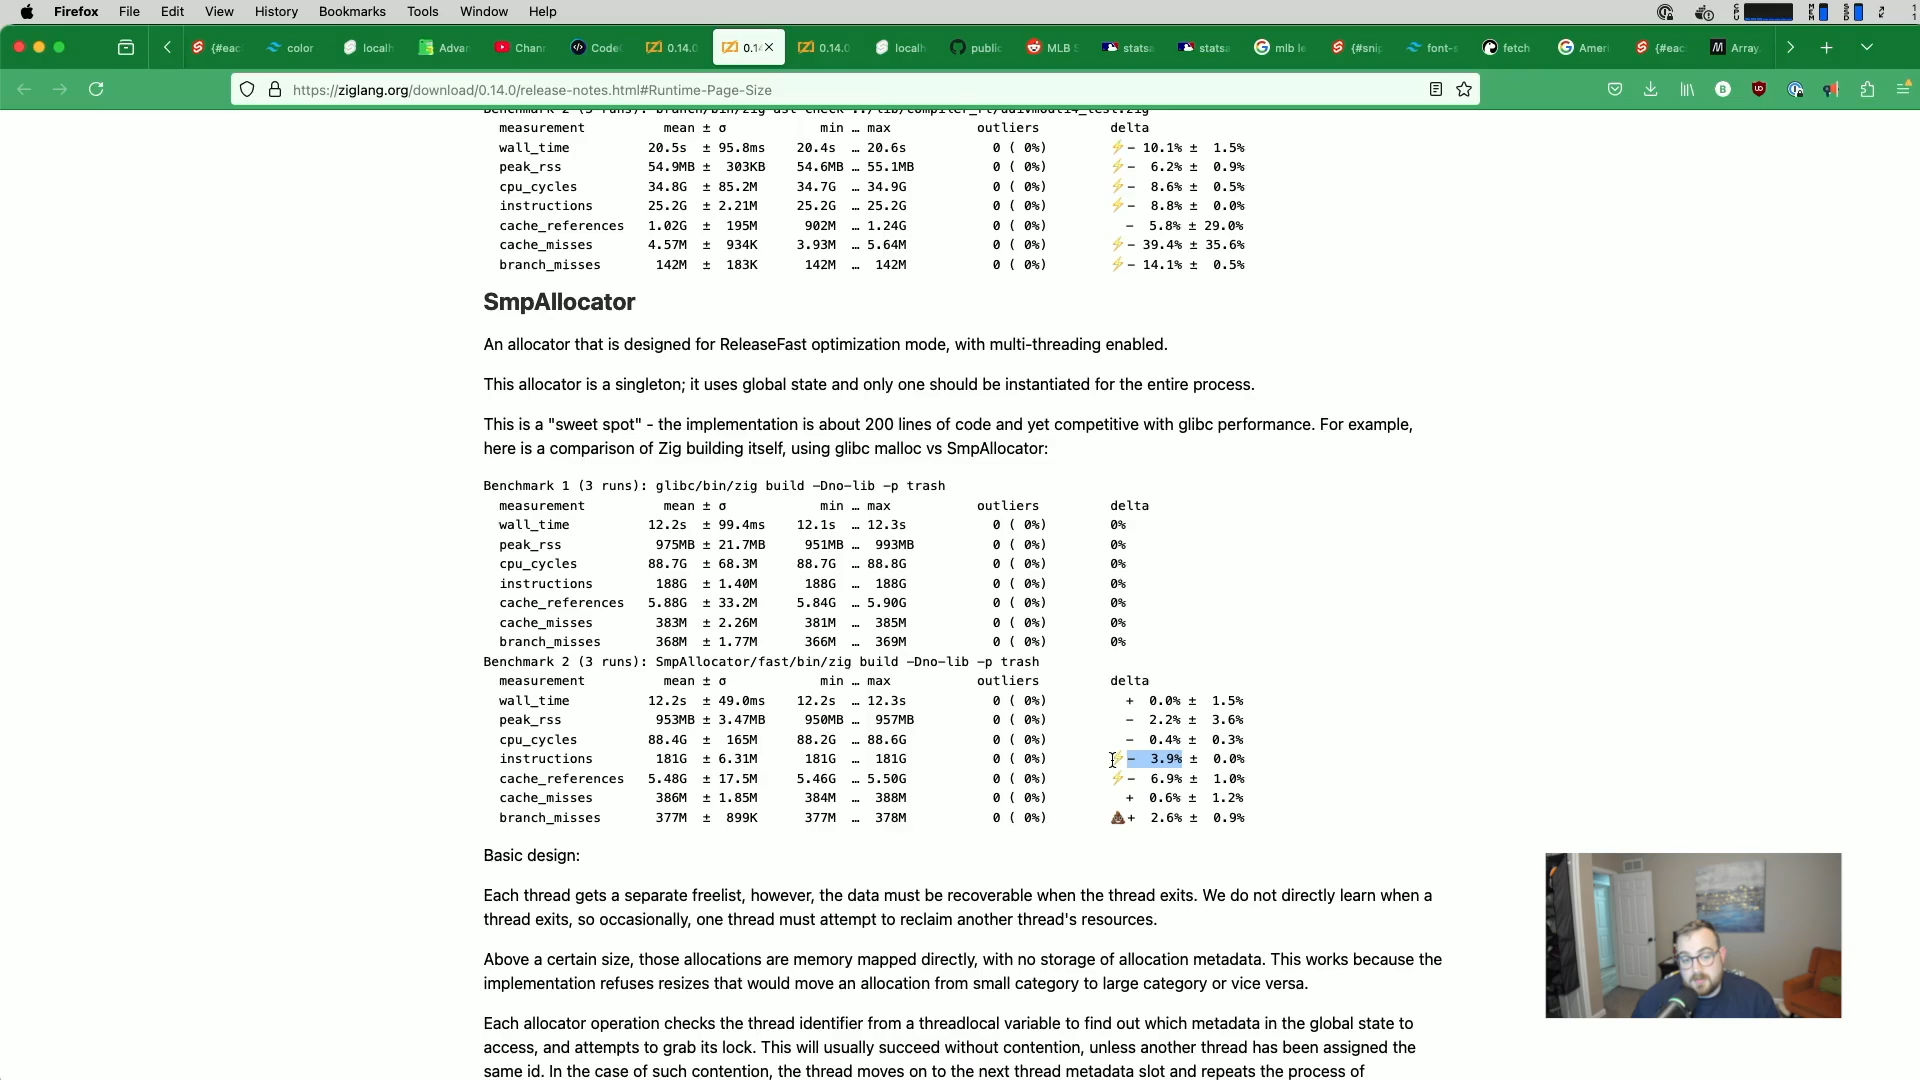 Firefox File Edit View History Bookmarks Tools Window Help
{#eac color localh Advar Chann Code 0.14.0 0.1 0.14.0 localh public MLB S statsa statsa mlb le {#snip font-s fetch Ameri {#eac Array.
https://ziglang.org/download/0.14.0/release-notes.html#Runtime-Page-Size
measurement mean ± σ min … max outliers delta
wall_time 20.5s ± 95.8ms 20.4s … 20.6s 0 ( 0%) ⚡- 10.1% ± 1.5%
peak_rss 54.9MB ± 303KB 54.6MB … 55.1MB 0 ( 0%) ⚡- 6.2% ± 0.9%
cpu_cycles 34.8G ± 85.2M 34.7G … 34.9G 0 ( 0%) ⚡- 8.6% ± 0.5%
instructions 25.2G ± 2.21M 25.2G … 25.2G 0 ( 0%) ⚡- 8.8% ± 0.0%
cache_references 1.02G ± 195M 902M … 1.24G 0 ( 0%) - 5.8% ± 29.0%
cache_misses 4.57M ± 934K 3.93M … 5.64M 0 ( 0%) ⚡- 39.4% ± 35.6%
branch_misses 142M ± 183K 142M … 142M 0 ( 0%) ⚡- 14.1% ± 0.5%
SmpAllocator
An allocator that is designed for ReleaseFast optimization mode, with multi-threading enabled.
This allocator is a singleton; it uses global state and only one should be instantiated for the entire process.
This is a "sweet spot" - the implementation is about 200 lines of code and yet competitive with glibc performance. For example,
here is a comparison of Zig building itself, using glibc malloc vs SmpAllocator:
Benchmark 1 (3 runs): glibc/bin/zig build -Dno-lib -p trash
measurement mean ± σ min … max outliers delta
wall_time 12.2s ± 99.4ms 12.1s … 12.3s 0 ( 0%) 0%
peak_rss 975MB ± 21.7MB 951MB … 993MB 0 ( 0%) 0%
cpu_cycles 88.7G ± 68.3M 88.7G … 88.8G 0 ( 0%) 0%
instructions 188G ± 1.40M 188G … 188G 0 ( 0%) 0%
cache_references 5.88G ± 33.2M 5.84G … 5.90G 0 ( 0%) 0%
cache_misses 383M ± 2.26M 381M … 385M 0 ( 0%) 0%
branch_misses 368M ± 1.77M 366M … 369M 0 ( 0%) 0%
Benchmark 2 (3 runs): SmpAllocator/fast/bin/zig build -Dno-lib -p trash
measurement mean ± σ min … max outliers delta
wall_time 12.2s ± 49.0ms 12.2s … 12.3s 0 ( 0%) + 0.0% ± 1.5%
peak_rss 953MB ± 3.47MB 950MB … 957MB 0 ( 0%) - 2.2% ± 3.6%
cpu_cycles 88.4G ± 165M 88.2G … 88.6G 0 ( 0%) - 0.4% ± 0.3%
instructions 181G ± 6.31M 181G … 181G 0 ( 0%) ⚡- 3.9% ± 0.0%
cache_references 5.48G ± 17.5M 5.46G … 5.50G 0 ( 0%) ⚡- 6.9% ± 1.0%
cache_misses 386M ± 1.85M 384M … 388M 0 ( 0%) + 0.6% ± 1.2%
branch_misses 377M ± 899K 377M … 378M 0 ( 0%) 💩+ 2.6% ± 0.9%
Basic design:
Each thread gets a separate freelist, however, the data must be recoverable when the thread exits. We do not directly learn when a
thread exits, so occasionally, one thread must attempt to reclaim another thread's resources.
Above a certain size, those allocations are memory mapped directly, with no storage of allocation metadata. This works because the
implementation refuses resizes that would move an allocation from small category to large category or vice versa.
Each allocator operation checks the thread identifier from a threadlocal variable to find out which metadata in the global state to
access, and attempts to grab its lock. This will usually succeed without contention, unless another thread has been assigned the
same id. In the case of such contention, the thread moves on to the next thread metadata slot and repeats the process of